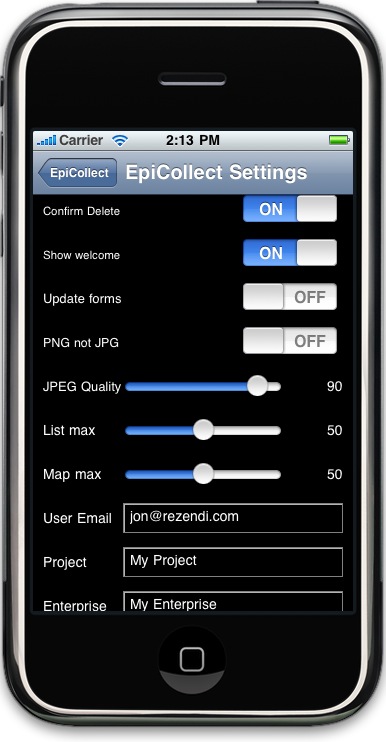 Carrier 2:13 PM
EpiCollect EpiCollect Settings
Confirm Delete ON
Show welcome ON
Update forms OFF
PNG not JPG OFF
JPEG Quality 90
List max 50
Map max 50
User Email jon@rezendi.com
Project My Project
Enterprise My Enterprise